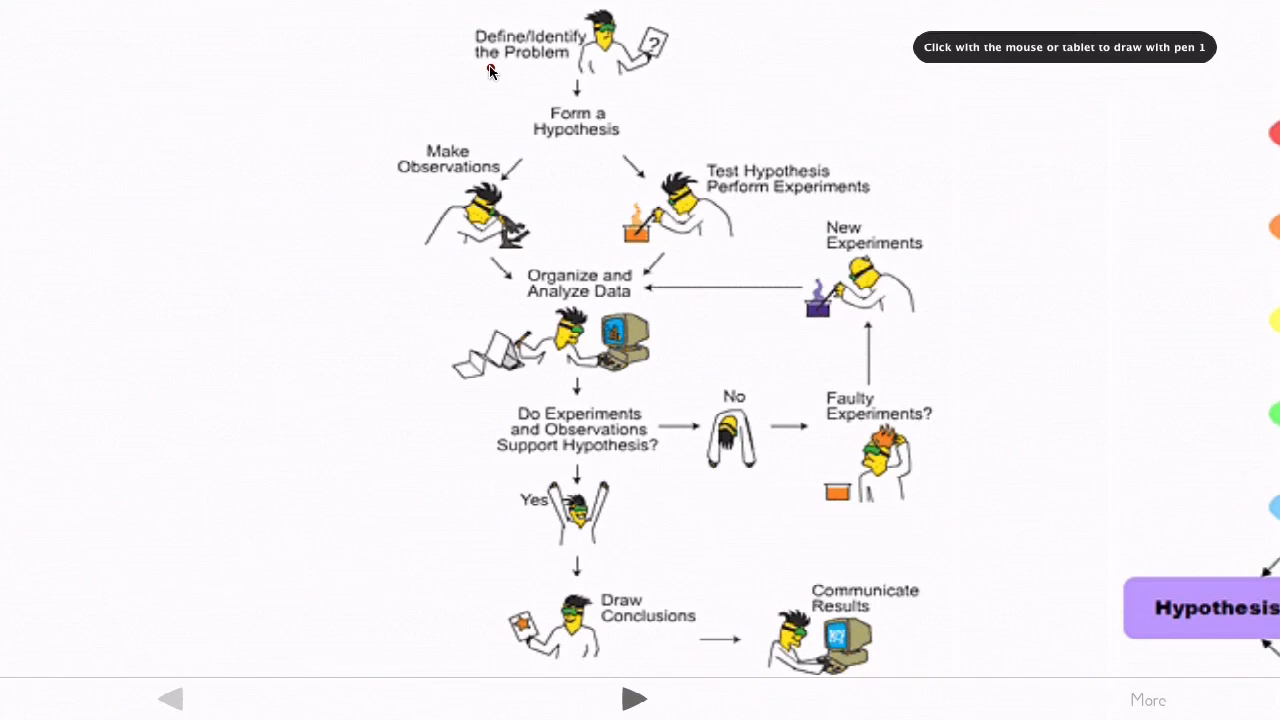 Define/Identify
the Problem
?
Click with the mouse or tablet to draw with pen 1
Form a
Hypothesis
Make
Observations
Test Hypothesis
Perform Experiments
New
Experiments
Organize and
Analyze Data
Do Experiments
and Observations
Support Hypothesis?
No
Faulty
Experiments?
Yes
Draw
Conclusions
Communicate
Results
Hypothesis
More